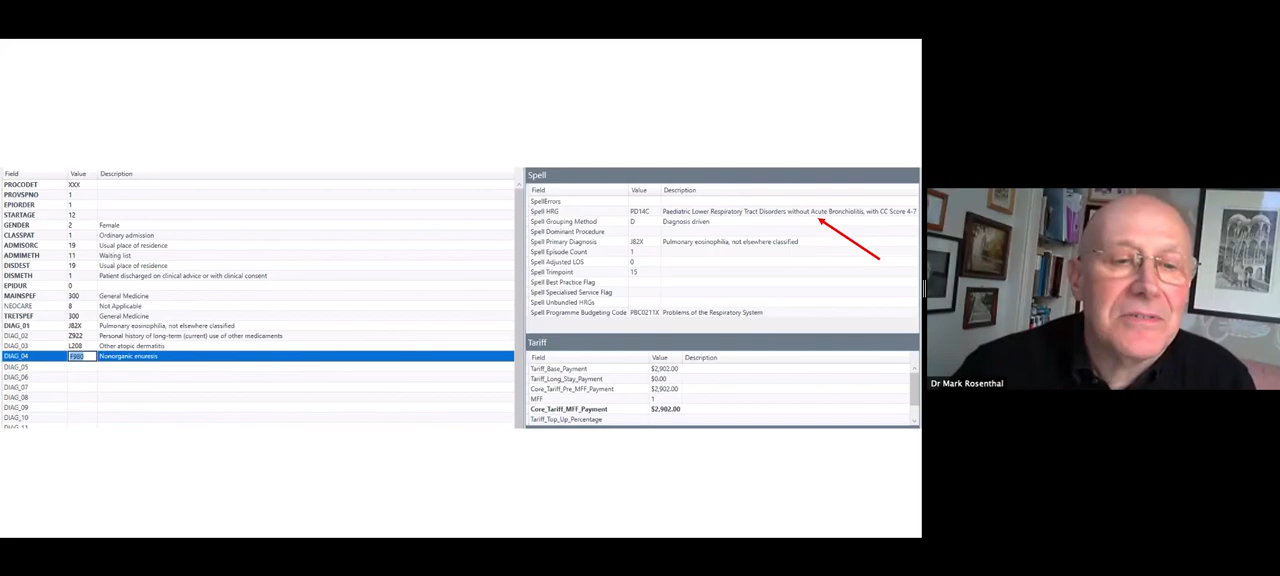 Field Value Description
PROCODET XXX
PROVSPNO 1
EPIORDER 1
STARTAGE 12
GENDER 2 Female
ADMISORC 19 Usual place of residence
ADMIMETH 11 Waiting list
CLASSPAT 1 Ordinary admission
DISDEST 19 Usual place of residence
DISMETH 1 Patient discharged on clinical advice or with clinical consent
EPIDUR 0
MAINSPEF 300 General Medicine
NEOCARE 8 Not Applicable
TRETSPEF 300 General Medicine
DIAG_01 J82X Pulmonary eosinophilia, not elsewhere classified
DIAG_02 Z922 Personal history of long-term (current) use of other medicaments
DIAG_03 L208 Other atopic dermatitis
DIAG_04 F980 Nonorganic enuresis
DIAG_05
DIAG_06
DIAG_07
DIAG_08
DIAG_09
DIAG_10
DIAG_11
Spell
Field Value Description
SpellErrors
Spell HRG PD14C Paediatric Lower Respiratory Tract Disorders without Acute Bronchiolitis, with CC Score 4-7
Spell Grouping Method D Diagnosis driven
Spell Dominant Procedure
Spell Primary Diagnosis J82X Pulmonary eosinophilia, not elsewhere classified
Spell Episode Count 1
Spell Adjusted LOS 0
Spell Trimpoint 15
Spell Best Practice Flag
Spell Specialised Service Flag
Spell Unbundled HRGs
Spell Programme Budgeting Code PBC0211X Problems of the Respiratory System
Tariff
Field Value Description
Tariff_Base_Payment $2,902.00
Tariff_Long_Stay_Payment $0.00
Core_Tariff_Pre_MFF_Payment $2,902.00
MFF 1
Core_Tariff_MFF_Payment $2,902.00
Tariff_Top_Up_Percentage
Dr Mark Rosenthal